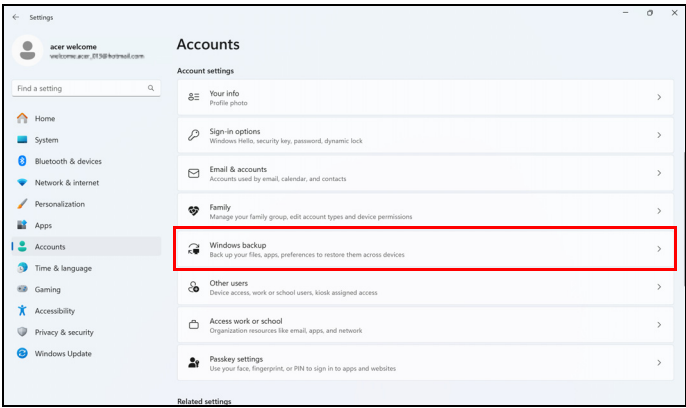 Settings
acer welcome
Find a setting
Home
System
Bluetooth & devices
Network & internet
Personalization
Apps
Accounts
Time & language
Gaming
Accessibility
Privacy & security
Windows Update
Accounts
Account settings
Your info
Profile photo
Sign-in options
Windows Hello, security key, password, dynamic lock
Email & accounts
Accounts used by email, calendar, and contacts
Family
Manage your family group, edit account types and device permissions
Windows backup
Back up your files, apps, preferences to restore them across devices
Other users
Device access, work or school users, kiosk assigned access
Access work or school
Organization resources like email, apps, and network
Passkey settings
Use your face, fingerprint, or PIN to sign in to apps and websites
Related settings